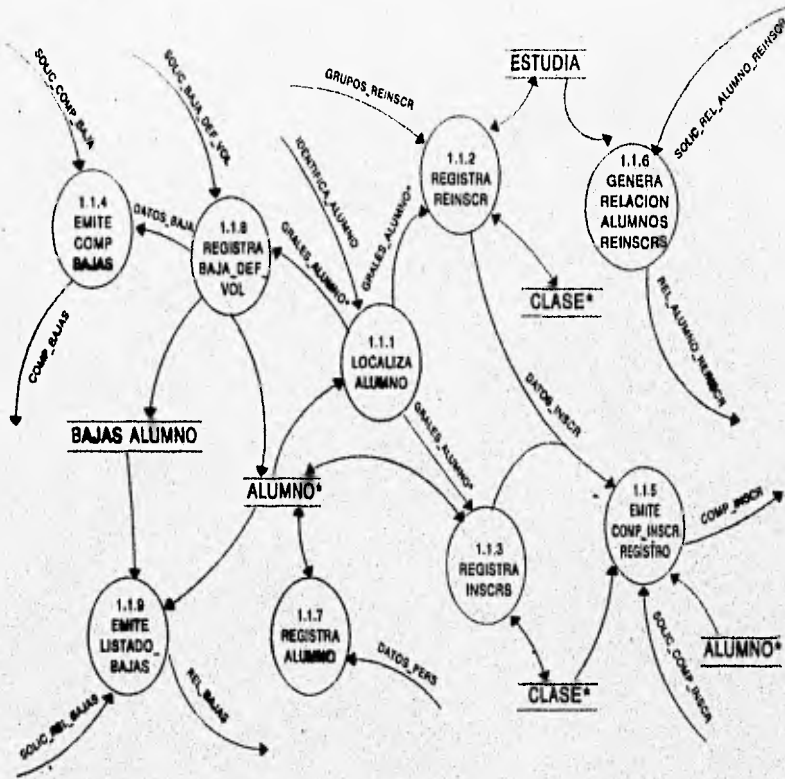 SOLIC_COMP_BAJA
SOLIC_BAJA_DEF_VOL
GRUPOS_REINSCR
ESTUDIA
SOLIC_REL_ALUMNO_REINSCR
IDENTIFICA_ALUMNO
1.1.4
EMITE
COMP
BAJAS
DATOS_BAJA
1.1.8
REGISTRA
BAJA_DEF_
VOL
GRALES_ALUMNO*
GRALES_ALUMNO*
1.1.2
REGISTRA
REINSCR
1.1.6
GENERA
RELACION
ALUMNOS
REINSCRS
CLASE*
COMP_BAJAS
1.1.1
LOCALIZA
ALUMNO
REL_ALUMNO_REINSCR
DATOS_INSCR
GRALES_ALUMNO*
BAJAS ALUMNO
ALUMNO*
1.1.5
EMITE
COMP_INSCR
REGISTRO
COMP_INSCR
1.1.3
REGISTRA
INSCRS
1.1.9
EMITE
LISTADO_
BAJAS
1.1.7
REGISTRA
ALUMNO
DATOS_PERS
ALUMNO*
CLASE*
SOLIC_COMP_INSCR
SOLIC_REL_BAJAS
REL_BAJAS